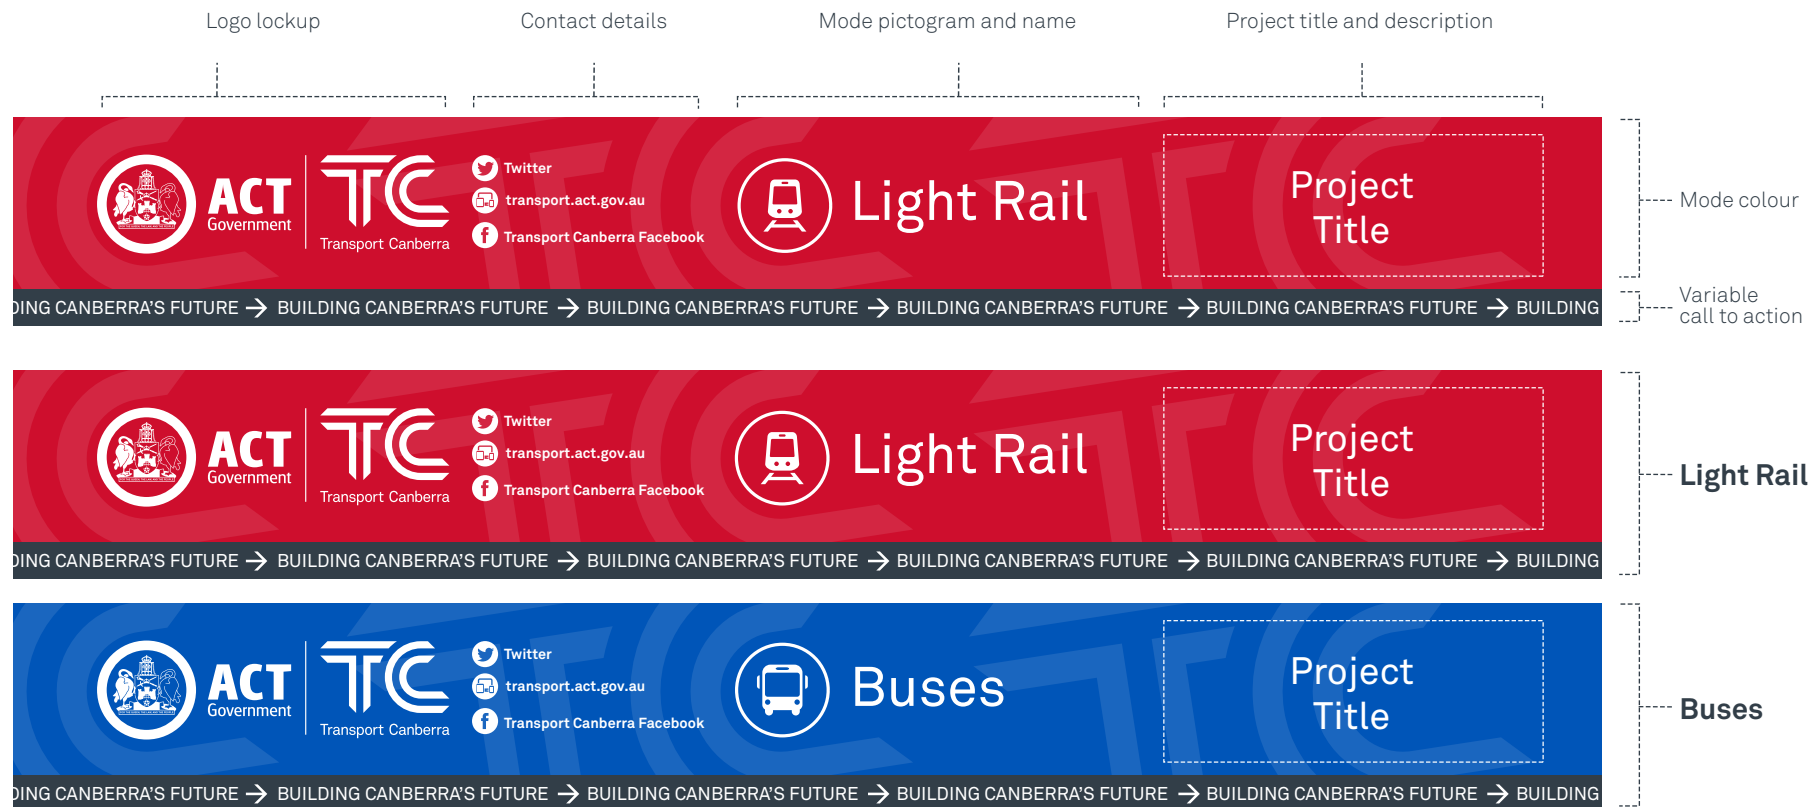 Logo lockup
Contact details
Mode pictogram and name
Project title and description
ACT
Government
TC
Transport Canberra
Twitter
transport.act.gov.au
Transport Canberra Facebook
Light Rail
Project
Title
Mode colour
DING CANBERRA'S FUTURE → BUILDING CANBERRA'S FUTURE → BUILDING CANBERRA'S FUTURE → BUILDING CANBERRA'S FUTURE → BUILDING CANBERRA'S FUTURE → BUILDING
Variable
call to action
ACT
Government
TC
Transport Canberra
Twitter
transport.act.gov.au
Transport Canberra Facebook
Light Rail
Project
Title
Light Rail
DING CANBERRA'S FUTURE → BUILDING CANBERRA'S FUTURE → BUILDING CANBERRA'S FUTURE → BUILDING CANBERRA'S FUTURE → BUILDING CANBERRA'S FUTURE → BUILDING
ACT
Government
TC
Transport Canberra
Twitter
transport.act.gov.au
Transport Canberra Facebook
Buses
Project
Title
Buses
DING CANBERRA'S FUTURE → BUILDING CANBERRA'S FUTURE → BUILDING CANBERRA'S FUTURE → BUILDING CANBERRA'S FUTURE → BUILDING CANBERRA'S FUTURE → BUILDING